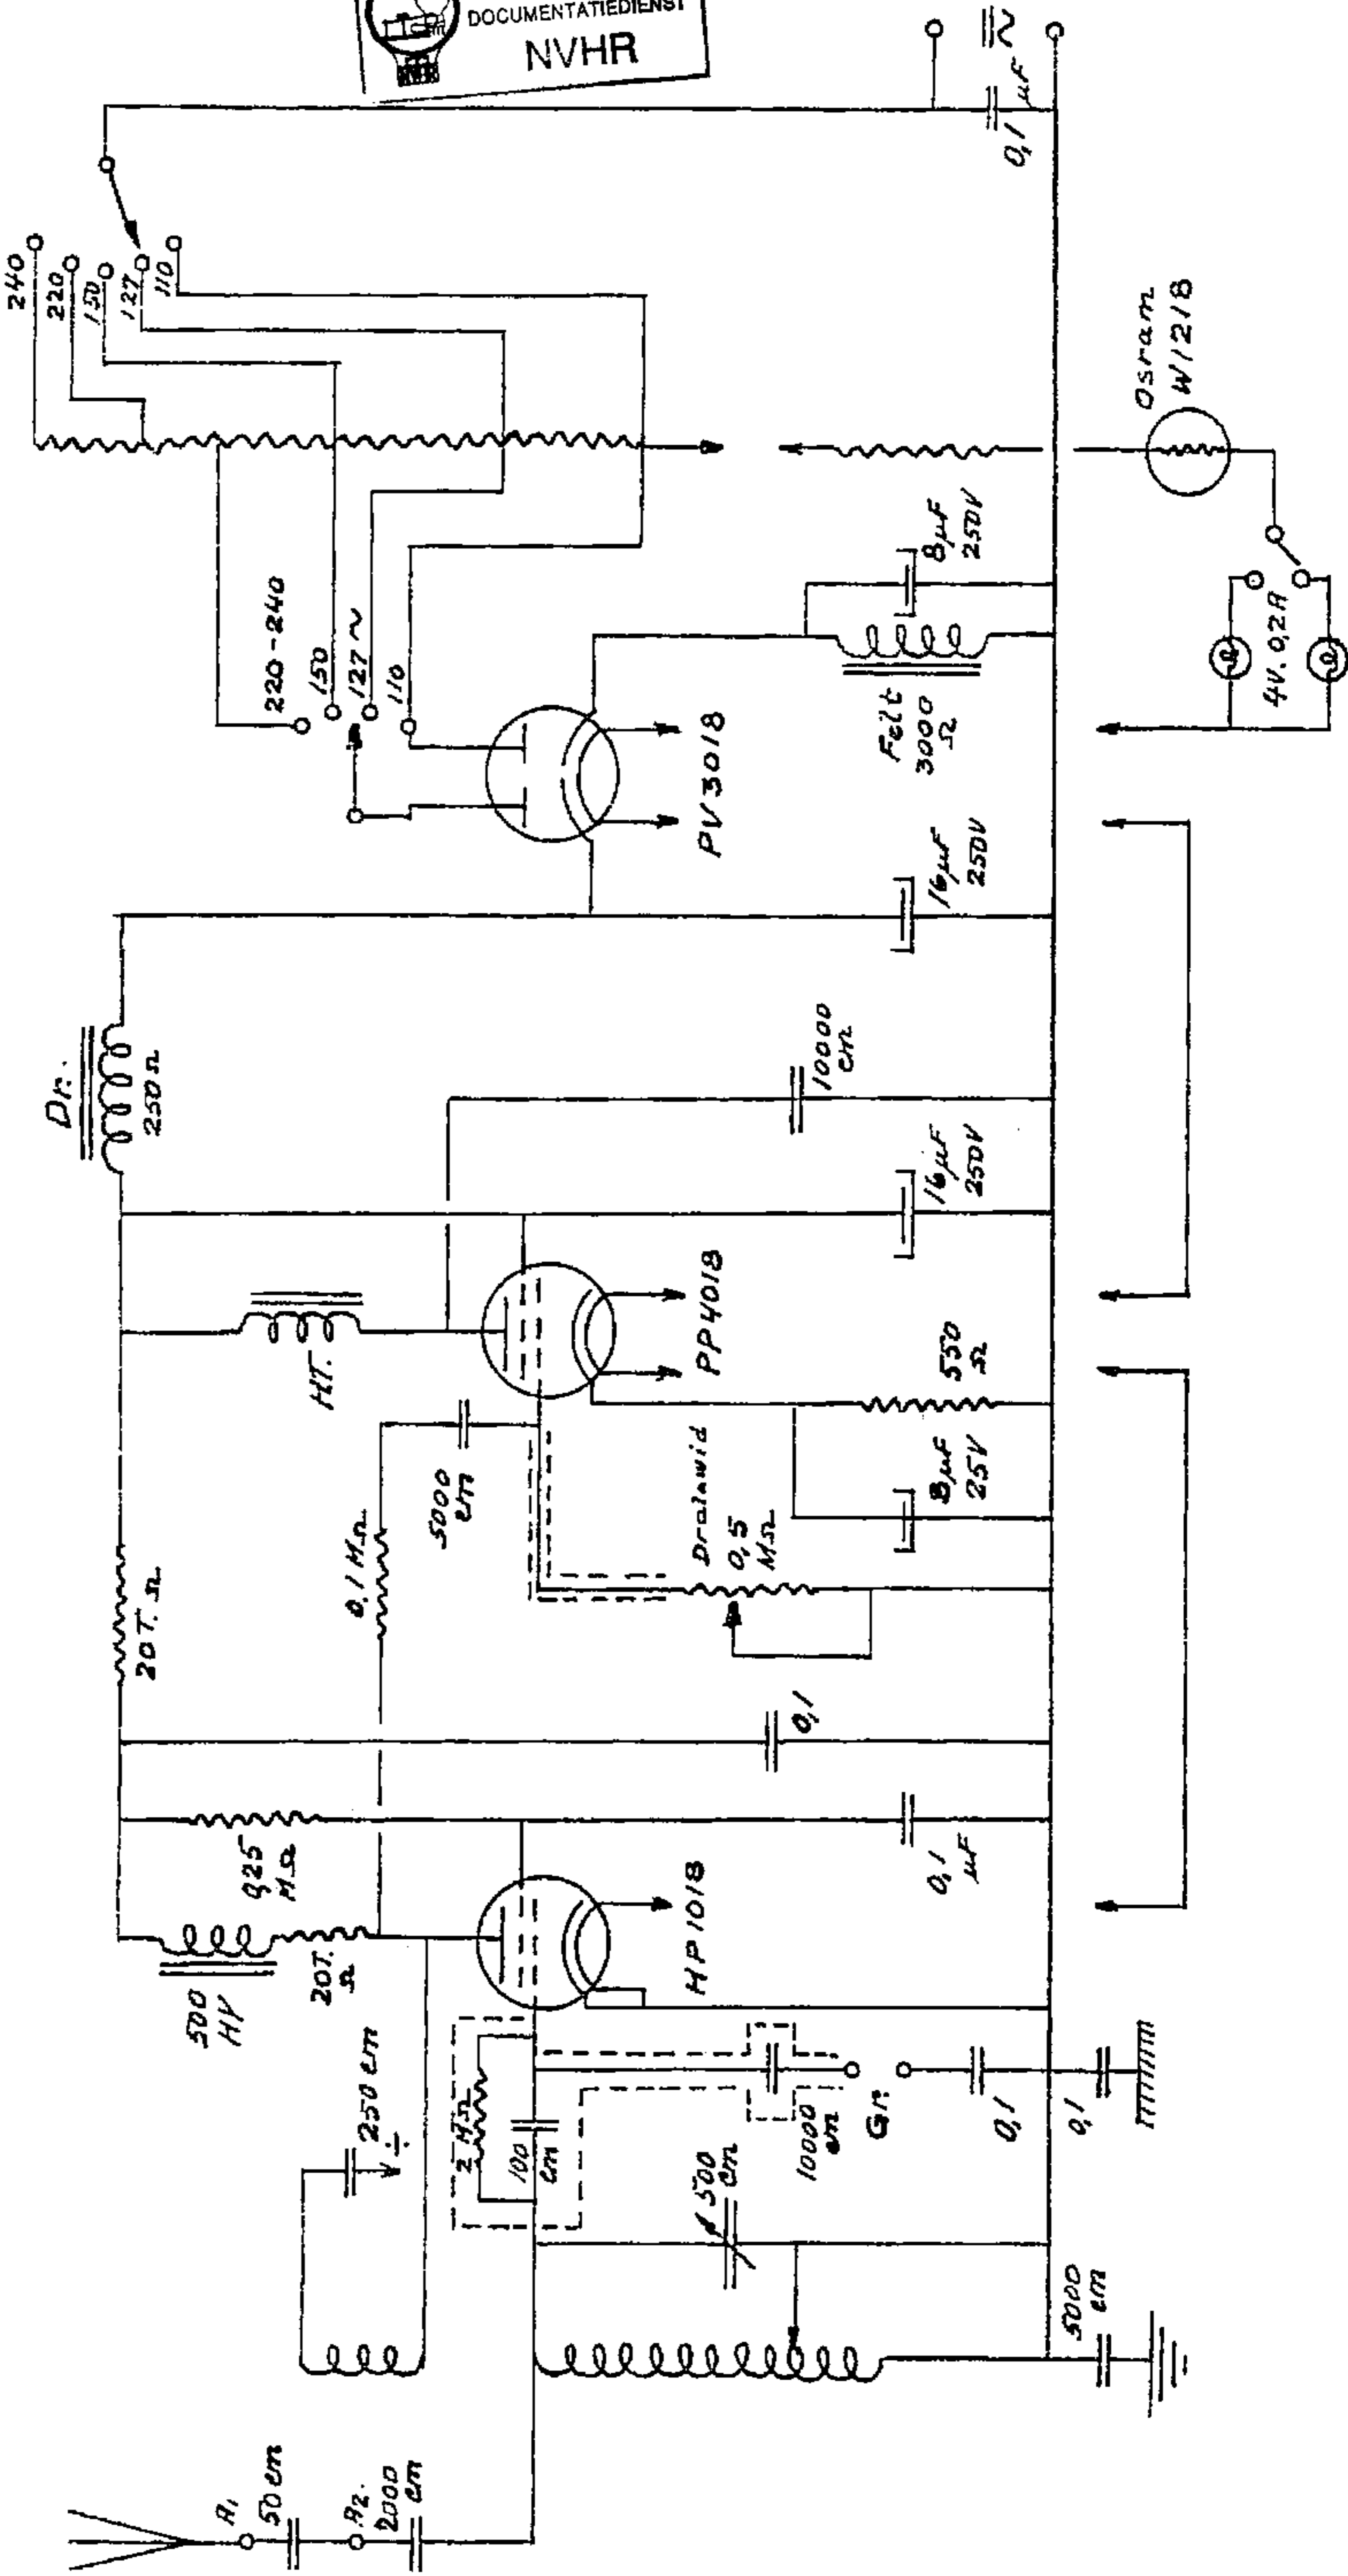 DOCUMENTATIEDIENST
NVHR
A1
50 cm
A2.
2000
cm
250 cm
500
HY
20T.
Ω
0,25
MΩ
2 MΩ
100
cm
500
cm
5000
cm
10000
cm
Gr.
0,1
0,1
HP1018
0,1
µF
0,1
20T. Ω
0,1 MΩ
5000
cm
Dralowid
0,5
MΩ
8µF
25V
550
Ω
HT.
PP4018
16µF
250V
10000
cm
Dr.
250 Ω
16µF
250V
PV3018
220-240
150
127~
110
Felt
3000
Ω
8µF
250V
240
220
150
127
110
4V. 0,2A
Osram
W1218
0,1 µF